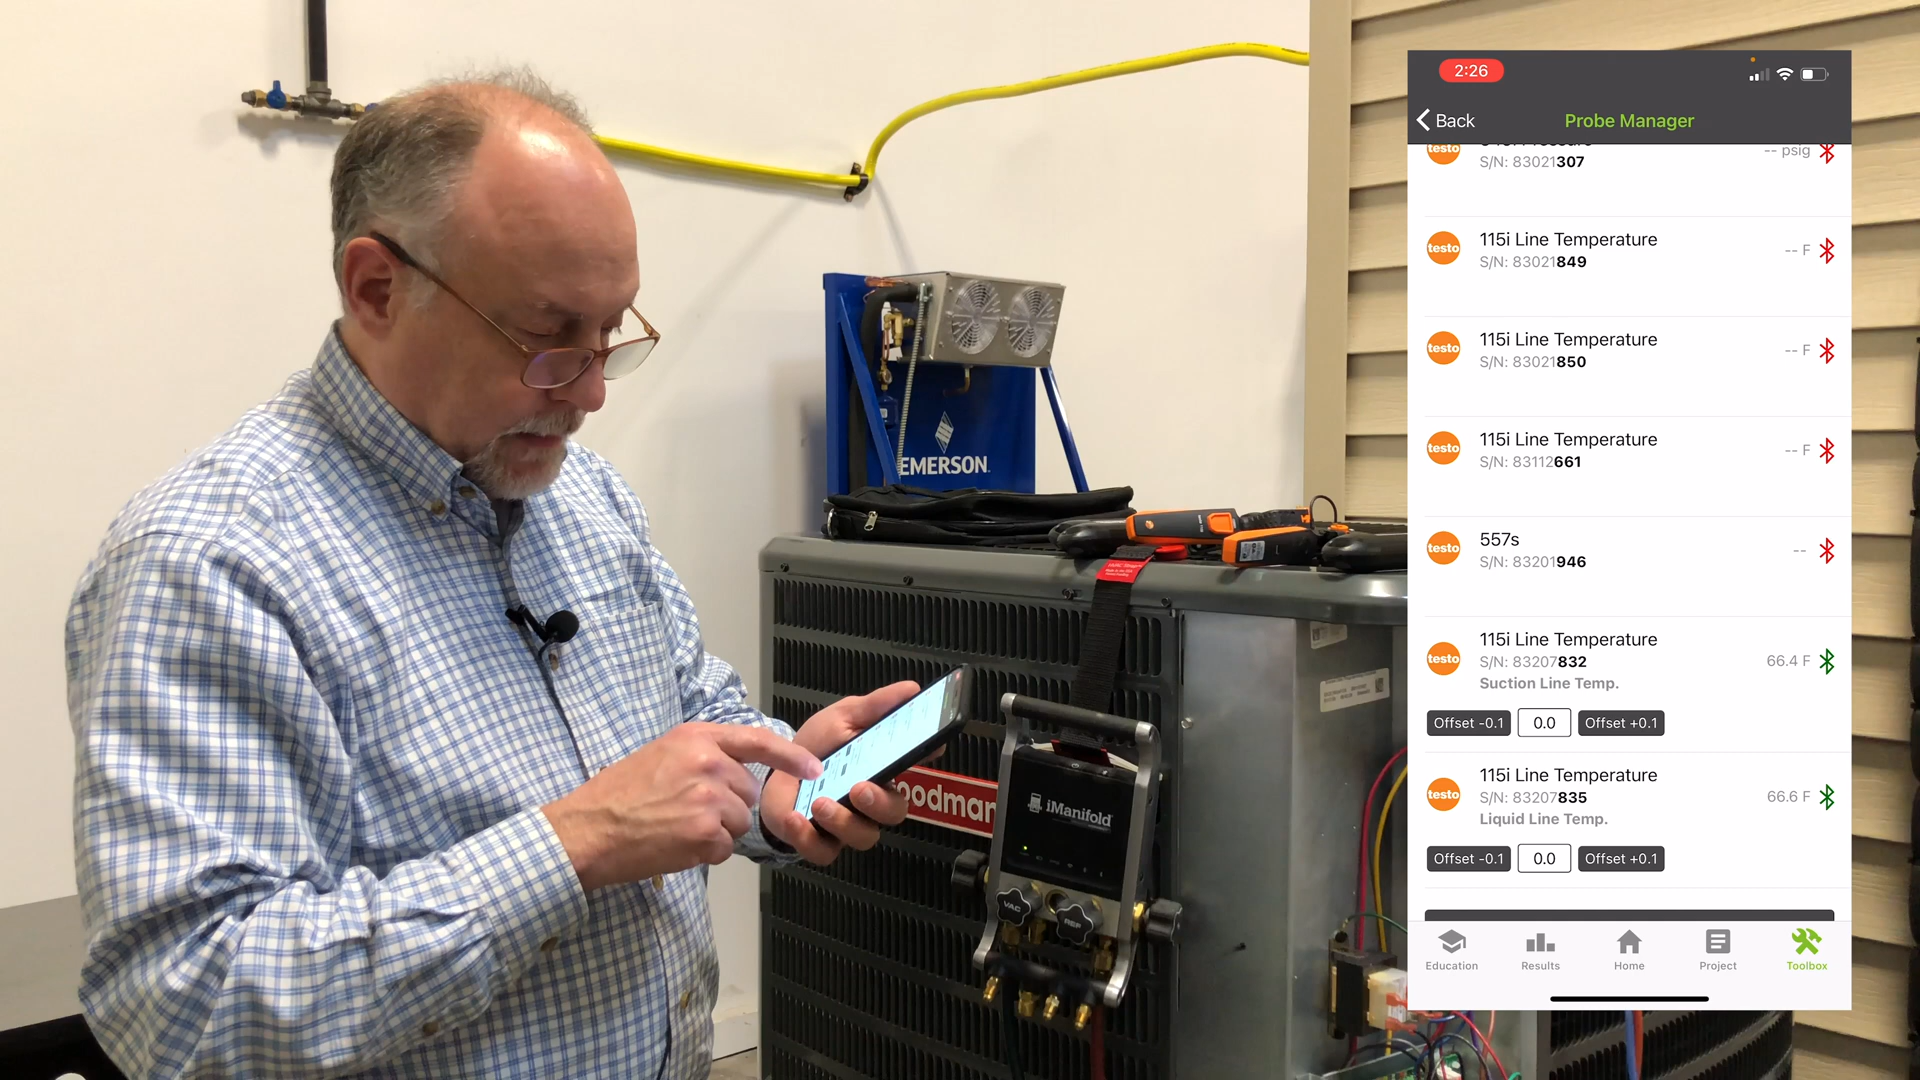 2:26
Back
Probe Manager
testo
S/N: 83021307
-- psig
testo
115i Line Temperature
S/N: 83021849
-- F
testo
115i Line Temperature
S/N: 83021850
-- F
testo
115i Line Temperature
S/N: 83112661
-- F
testo
557s
S/N: 83201946
--
testo
115i Line Temperature
S/N: 83207832
Suction Line Temp.
66.4 F
Offset -0.1
0.0
Offset +0.1
testo
115i Line Temperature
S/N: 83207835
Liquid Line Temp.
66.6 F
Offset -0.1
0.0
Offset +0.1
Education
Results
Home
Project
Toolbox
EMERSON
oodman
iManifold
VAC
REF